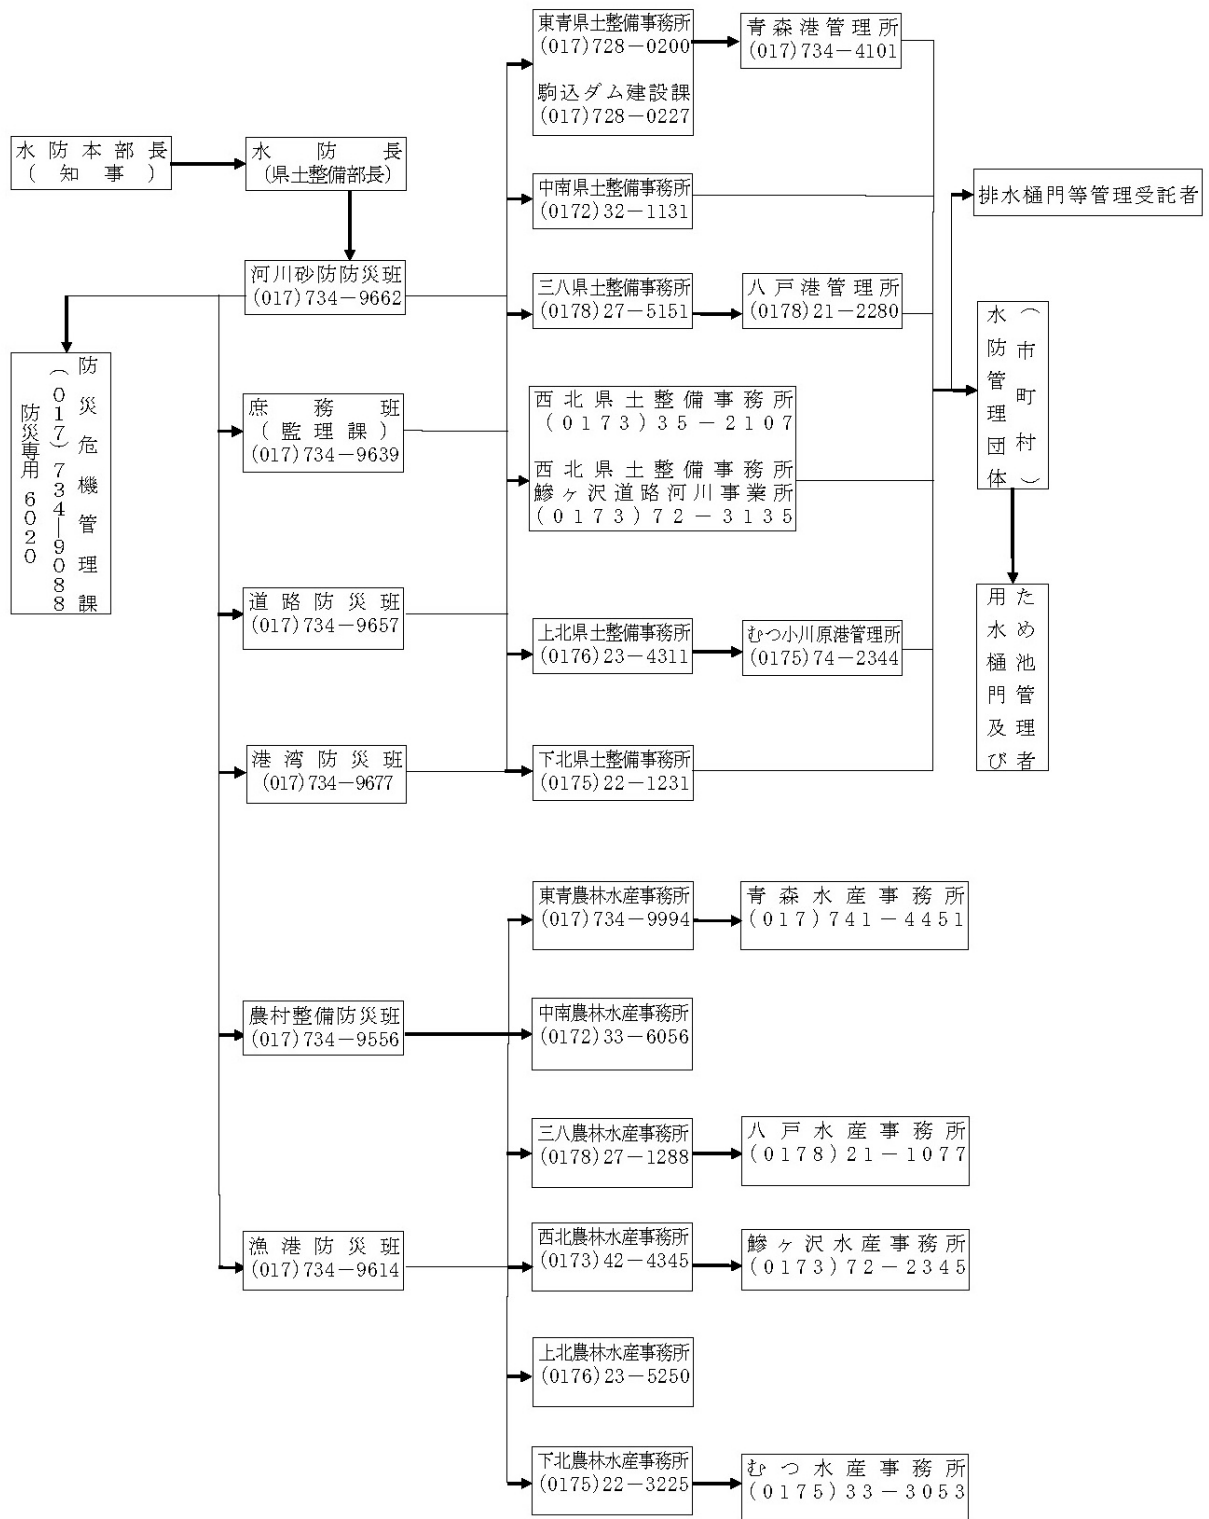 水防本部長
(知事)
水防長
(県土整備部長)
河川砂防防災班
(017)734－9662
防災危機管理課
(017)734―9088
防災専用 6020
庶務班
(監理課)
(017)734－9639
道路防災班
(017)734－9657
港湾防災班
(017)734－9677
農村整備防災班
(017)734－9556
漁港防災班
(017)734－9614
東青県土整備事務所
(017)728－0200
駒込ダム建設課
(017)728－0227
青森港管理所
(017)734－4101
中南県土整備事務所
(0172)32－1131
三八県土整備事務所
(0178)27－5151
八戸港管理所
(0178)21－2280
西北県土整備事務所
(0173)35－2107
西北県土整備事務所
鰺ヶ沢道路河川事業所
(0173)72－3135
上北県土整備事務所
(0176)23－4311
むつ小川原港管理所
(0175)74－2344
下北県土整備事務所
(0175)22－1231
排水樋門等管理受託者
(市町村)
水防管理団体
ため池管理者
用水樋門及び
東青農林水産事務所
(017)734－9994
青森水産事務所
(017)741－4451
中南農林水産事務所
(0172)33－6056
三八農林水産事務所
(0178)27－1288
八戸水産事務所
(0178)21－1077
西北農林水産事務所
(0173)42－4345
鰺ヶ沢水産事務所
(0173)72－2345
上北農林水産事務所
(0176)23－5250
下北農林水産事務所
(0175)22－3225
むつ水産事務所
(0175)33－3053